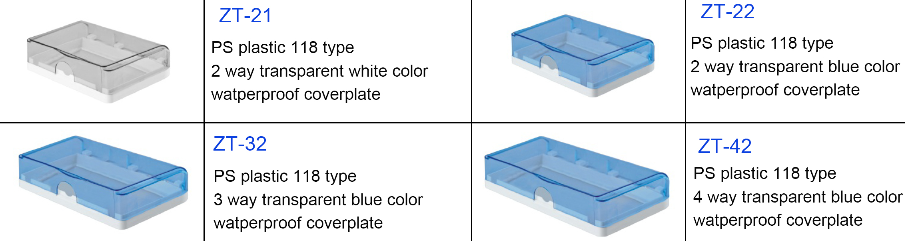 ZT-21
PS plastic 118 type
2 way transparent white color
watperproof coverplate
ZT-22
PS plastic 118 type
2 way transparent blue color
watperproof coverplate
ZT-32
PS plastic 118 type
3 way transparent blue color
watperproof coverplate
ZT-42
PS plastic 118 type
4 way transparent blue color
watperproof coverplate